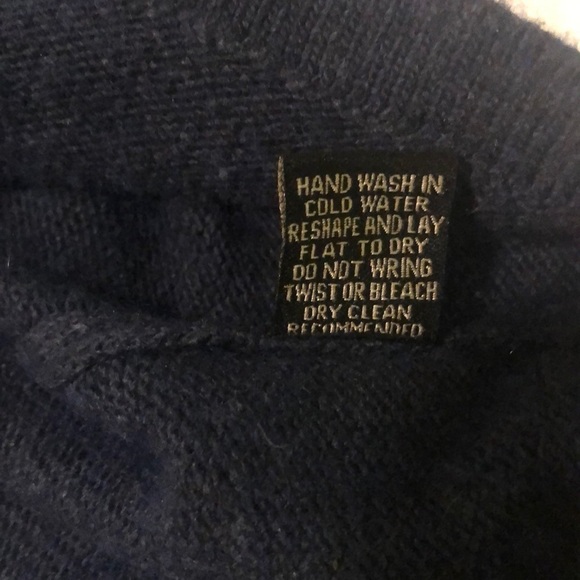 HAND WASH IN
COLD WATER
RESHAPE AND LAY
FLAT TO DRY
DO NOT WRING
TWIST OR BLEACH
DRY CLEAN
RECOMMENDED